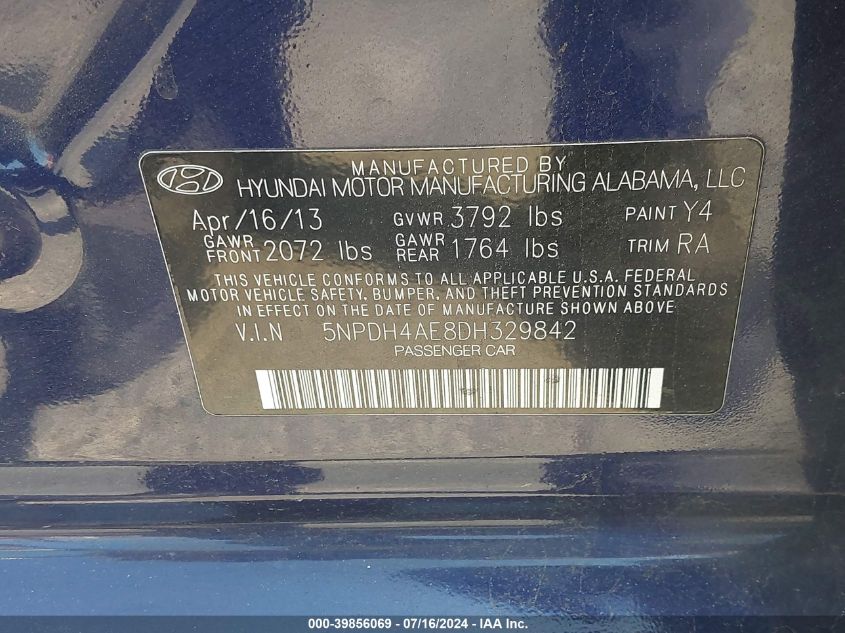 MANUFACTURED BY
HYUNDAI MOTOR MANUFACTURING ALABAMA, LLC
Apr/16/13 GVWR 3792 lbs PAINT Y4
GAWR FRONT 2072 lbs GAWR REAR 1764 lbs TRIM RA
THIS VEHICLE CONFORMS TO ALL APPLICABLE U.S.A. FEDERAL
MOTOR VEHICLE SAFETY, BUMPER, AND THEFT PREVENTION STANDARDS
IN EFFECT ON THE DATE OF MANUFACTURE SHOWN ABOVE
V.I.N 5NPDH4AE8DH329842
PASSENGER CAR
000-39856069 - 07/16/2024 - IAA Inc.